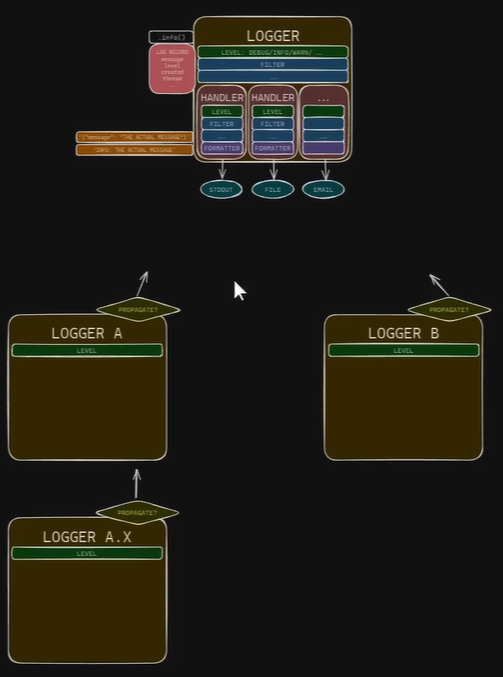 .info()
LOGGER
LEVEL: DEBUG/INFO/WARN/...
LOG RECORD
message
level
created
thread
...
FILTER
...
HANDLER
HANDLER
...
LEVEL
LEVEL
FILTER
FILTER
...
...
FORMATTER
FORMATTER
'{"message": "THE ACTUAL MESSAGE"}'
"INFO: THE ACTUAL MESSAGE"
STDOUT
FILE
EMAIL
PROPAGATE?
PROPAGATE?
LOGGER A
LOGGER B
LEVEL
LEVEL
PROPAGATE?
LOGGER A.X
LEVEL